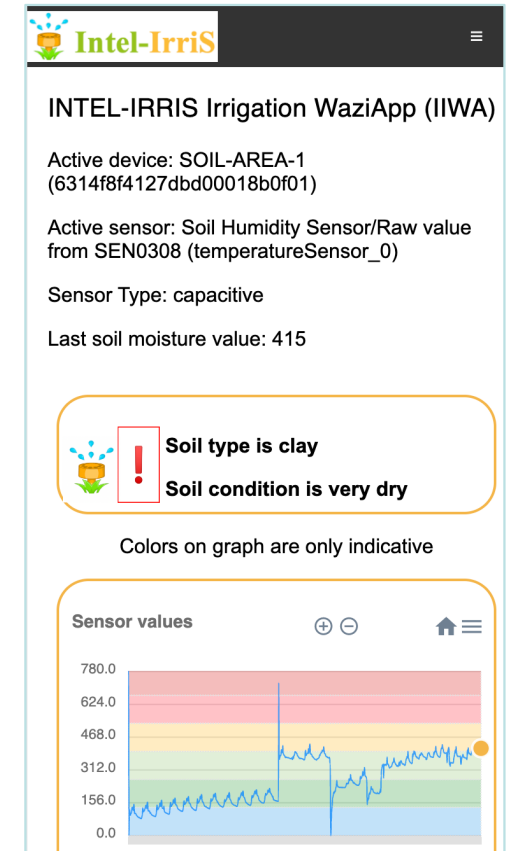 Intel-IrriS
INTEL-IRRIS Irrigation WaziApp (IIWA)
Active device: SOIL-AREA-1
(6314f8f4127dbd00018b0f01)
Active sensor: Soil Humidity Sensor/Raw value
from SEN0308 (temperatureSensor_0)
Sensor Type: capacitive
Last soil moisture value: 415
Soil type is clay
Soil condition is very dry
Colors on graph are only indicative
Sensor values
780.0
624.0
468.0
312.0
156.0
0.0